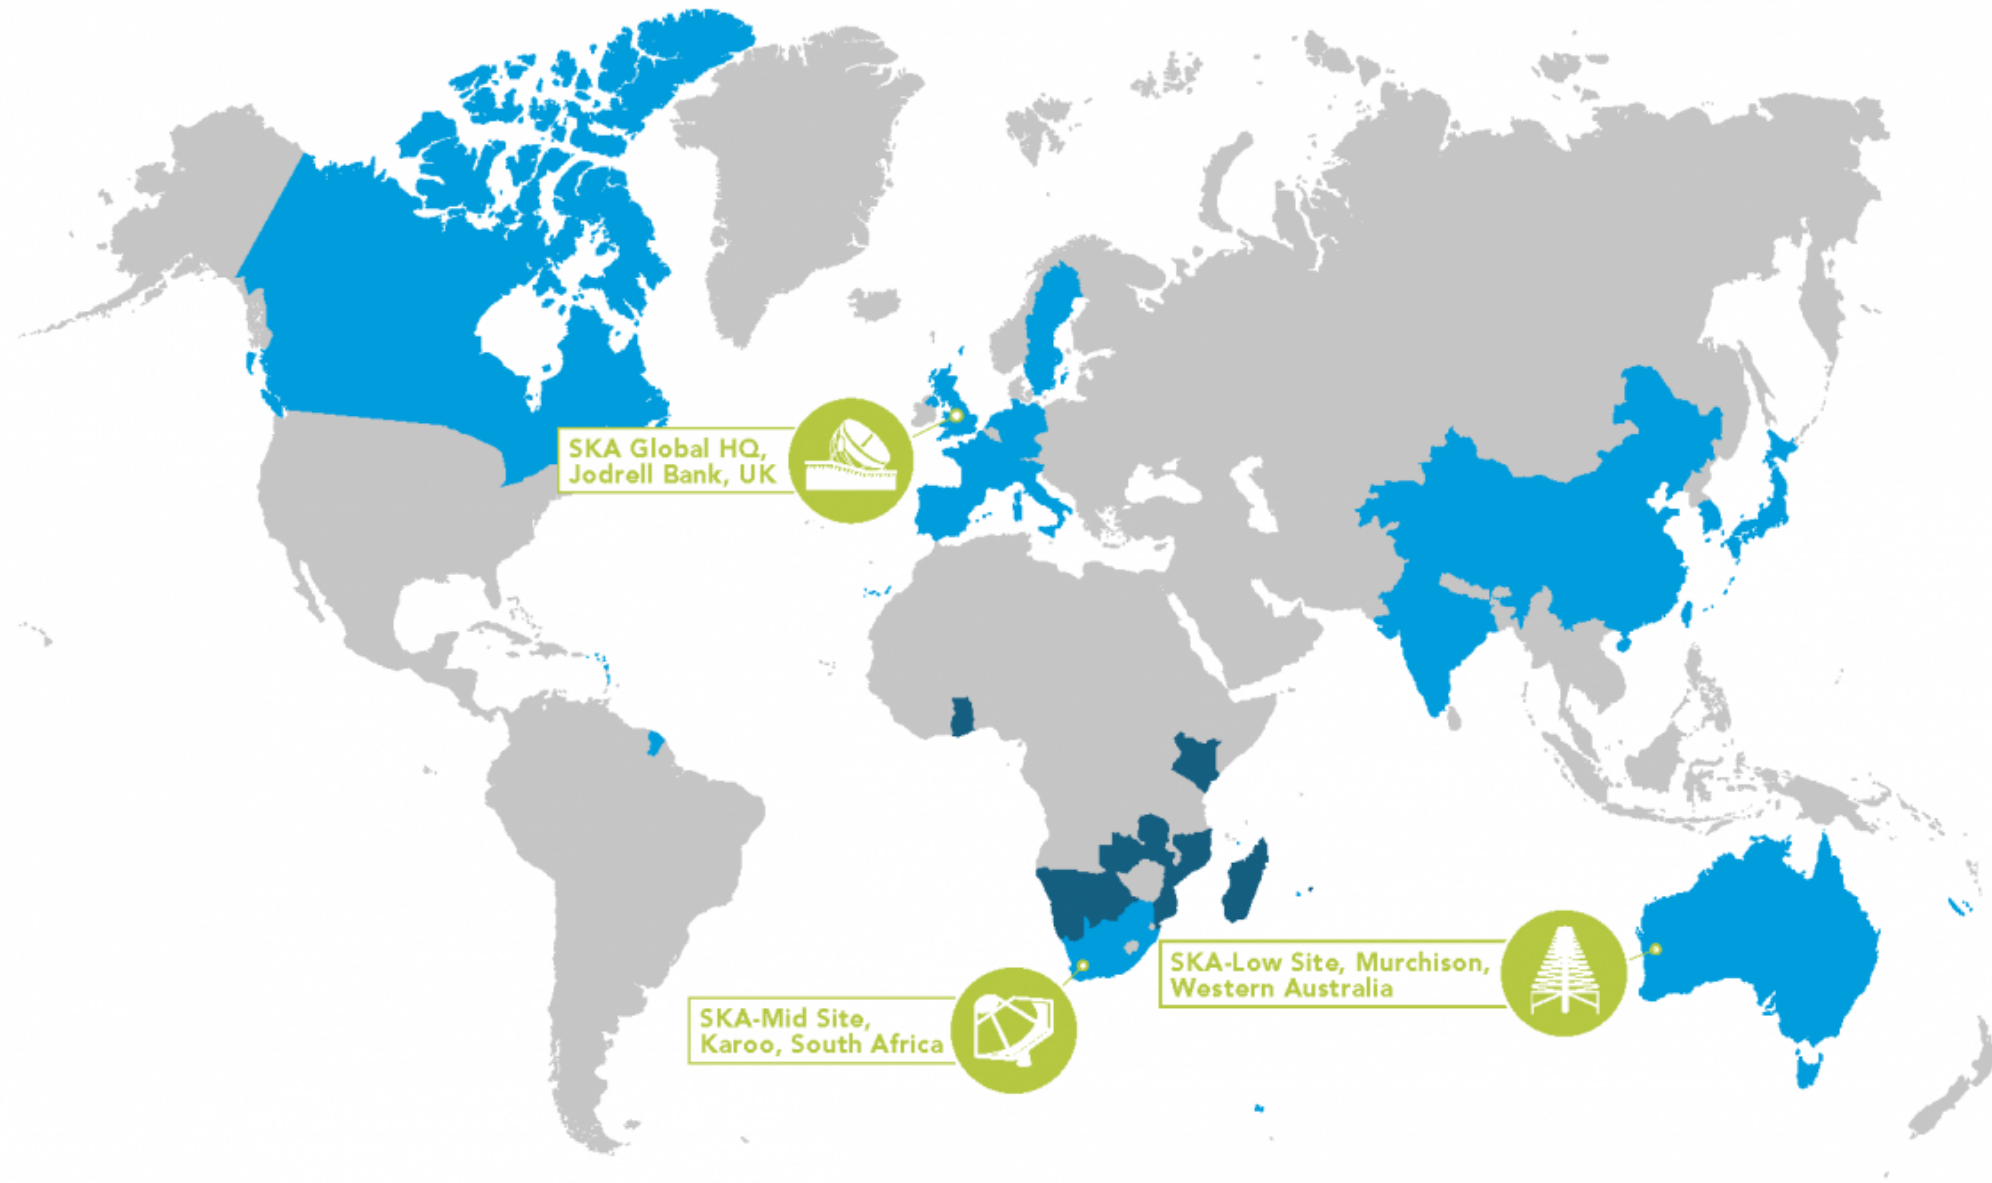 SKA Global HQ,
Jodrell Bank, UK
SKA-Low Site, Murchison,
Western Australia
SKA-Mid Site,
Karoo, South Africa